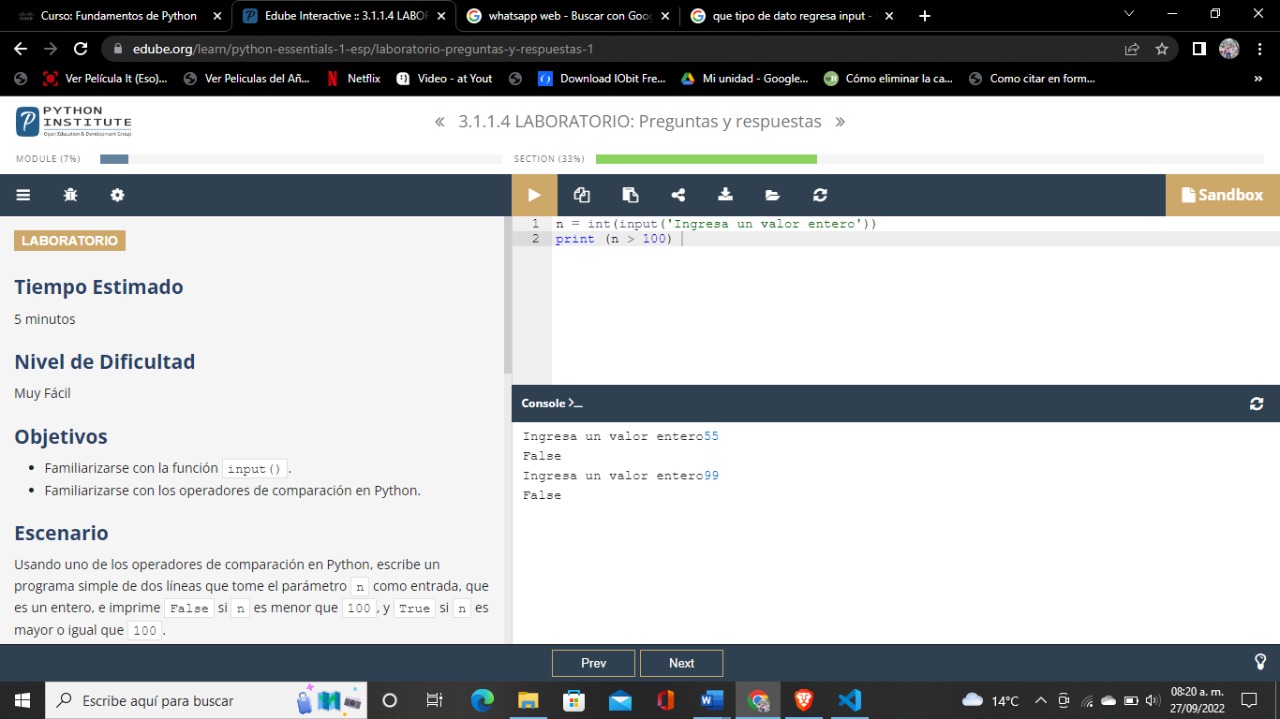 Curso: Fundamentos de Python
Edube Interactive :: 3.1.1.4 LABOR
whatsapp web - Buscar con Goo
que tipo de dato regresa input -
edube.org/learn/python-essentials-1-esp/laboratorio-preguntas-y-respuestas-1
Ver Película It (Eso)...
Ver Peliculas del Añ...
Netflix
Video - at Yout
Download IObit Fre...
Mi unidad - Google...
Cómo eliminar la ca...
Como citar en form...
»
PYTHON
INSTITUTE
Open Education & Development Group
« 3.1.1.4 LABORATORIO: Preguntas y respuestas »
MODULE (7%)
SECTION (33%)
Sandbox
LABORATORIO
Tiempo Estimado
5 minutos
Nivel de Dificultad
Muy Fácil
Objetivos
• Familiarizarse con la función input().
• Familiarizarse con los operadores de comparación en Python.
Escenario
Usando uno de los operadores de comparación en Python, escribe un
programa simple de dos líneas que tome el parámetro n como entrada, que
es un entero, e imprime False si n es menor que 100, y True si n es
mayor o igual que 100.
1 n = int(input('Ingresa un valor entero'))
2 print (n > 100)
Console >_
Ingresa un valor entero55
False
Ingresa un valor entero99
False
Prev
Next
Escribe aquí para buscar
14°C
08:20 a. m.
27/09/2022